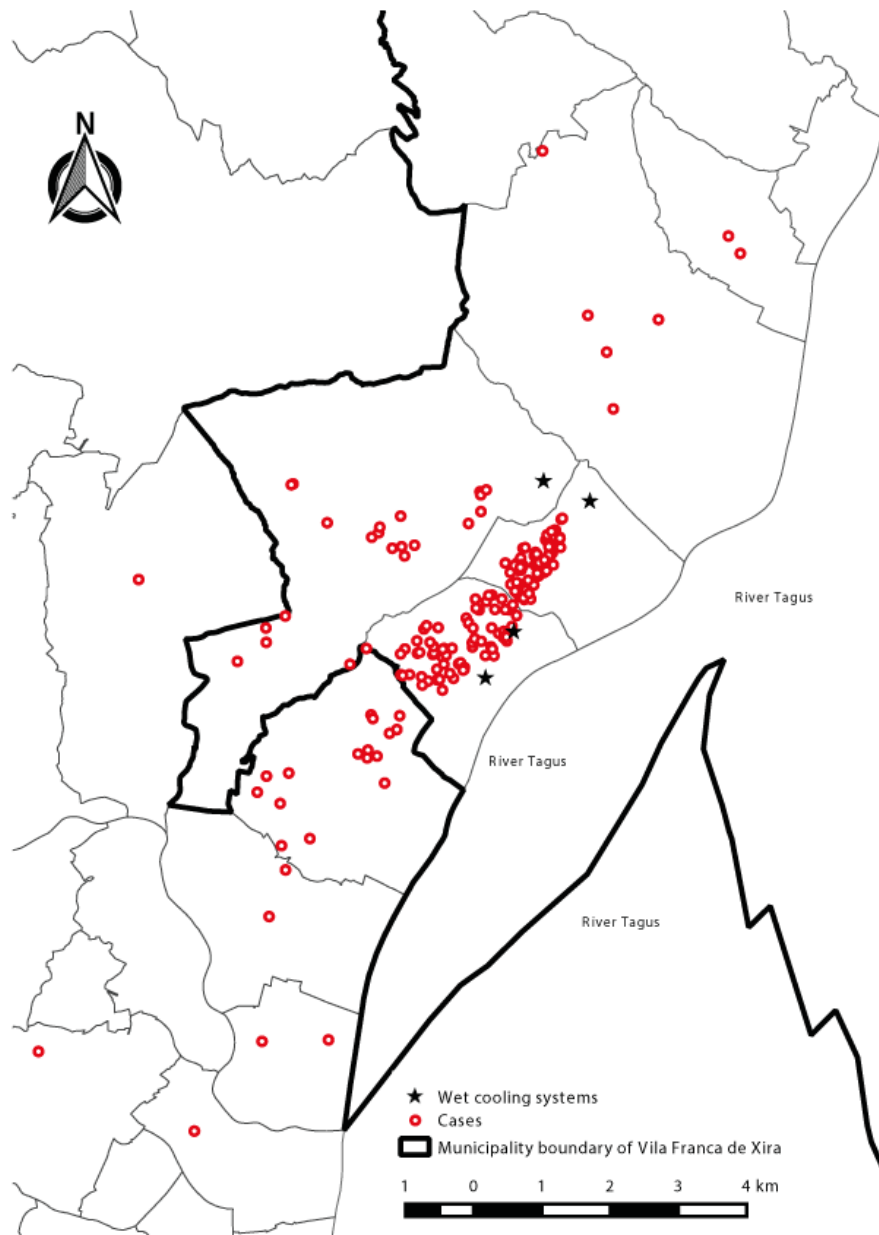 N
River Tagus
River Tagus
River Tagus
Wet cooling systems
Cases
Municipality boundary of Vila Franca de Xira
1 0 1 2 3 4 km